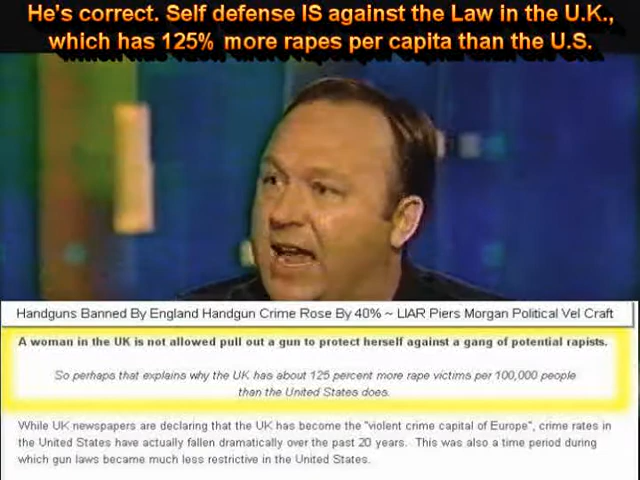 He's correct. Self defense IS against the Law in the U.K.,
which has 125% more rapes per capita than the U.S.
Handguns Banned By England Handgun Crime Rose By 40% ~ LIAR Piers Morgan Political Vel Craft
A woman in the UK is not allowed pull out a gun to protect herself against a gang of potential rapists.
So perhaps that explains why the UK has about 125 percent more rape victims per 100,000 people
than the United States does.
While UK newspapers are declaring that the UK has become the "violent crime capital of Europe", crime rates in
the United States have actually fallen dramatically over the past 20 years. This was also a time period during
which gun laws became much less restrictive in the United States.